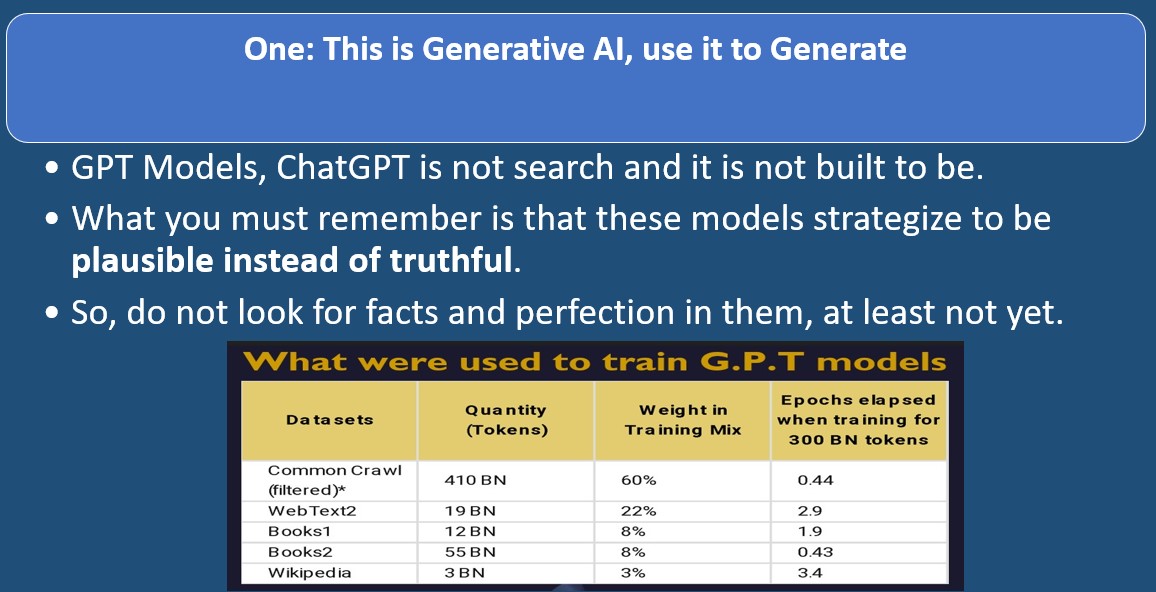 One: This is Generative AI, use it to Generate
• GPT Models, ChatGPT is not search and it is not built to be.
• What you must remember is that these models strategize to be
plausible instead of truthful.
• So, do not look for facts and perfection in them, at least not yet.
What were used to train G.P.T models
Datasets Quantity (Tokens) Weight in Training Mix Epochs elapsed when training for 300 BN tokens
Common Crawl (filtered)* 410 BN 60% 0.44
WebText2 19 BN 22% 2.9
Books1 12 BN 8% 1.9
Books2 55 BN 8% 0.43
Wikipedia 3 BN 3% 3.4